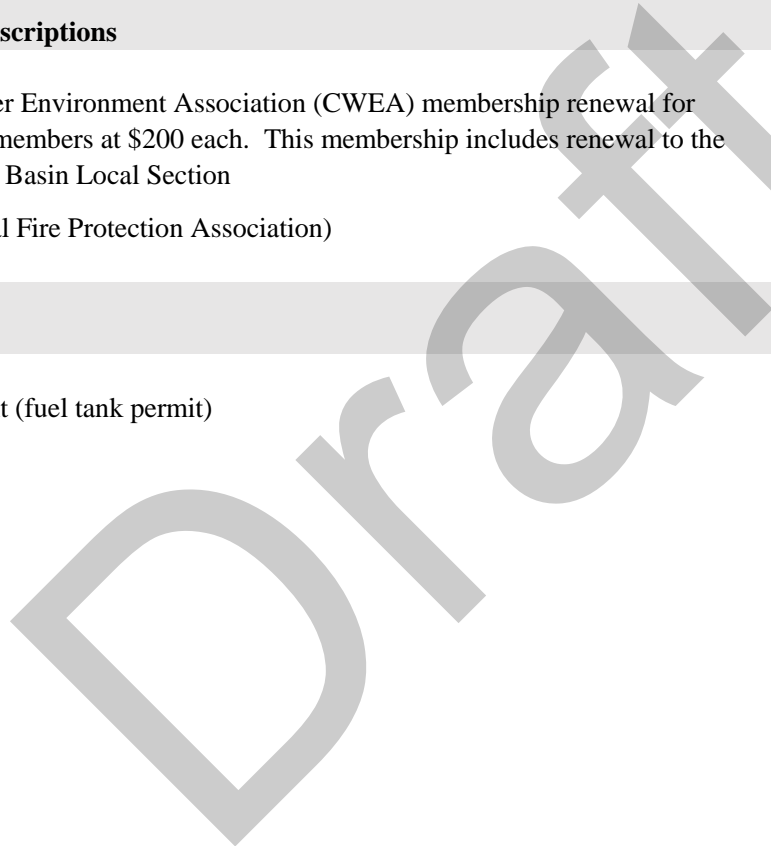 scriptions
er Environment Association (CWEA) membership renewal for
members at $200 each. This membership includes renewal to the
Basin Local Section
l Fire Protection Association)
t (fuel tank permit)
Draft